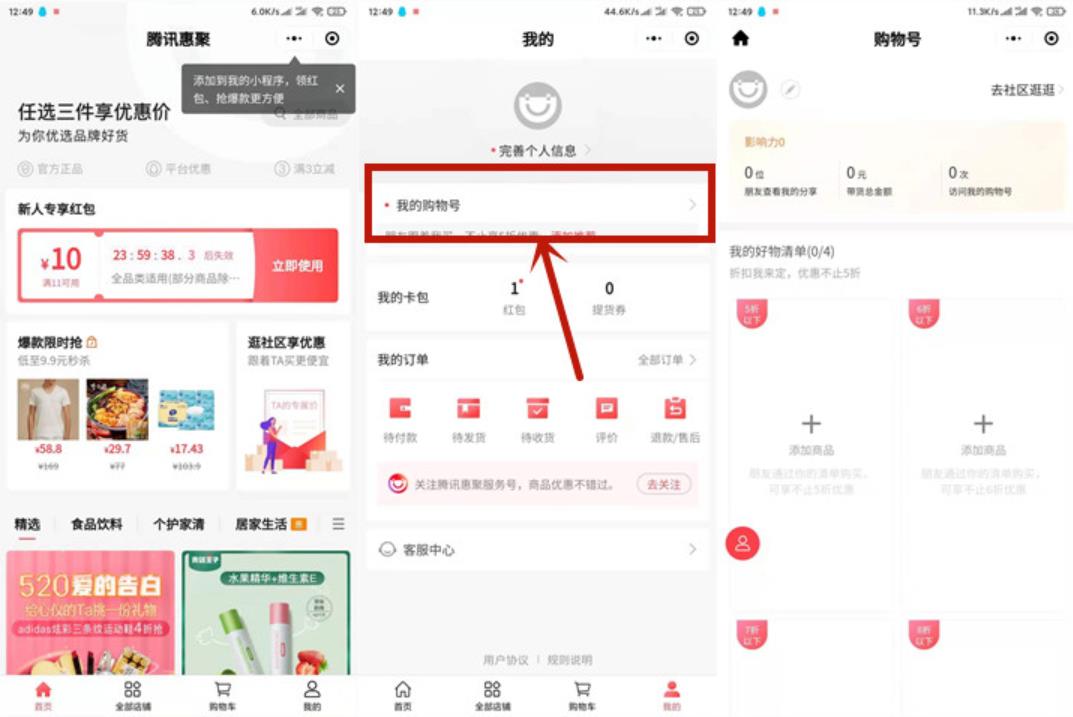 12:49
6.0K/s
腾讯惠聚
添加到我的小程序，领红
包、抢爆款更方便
任选三件享优惠价
全部商品
为你优选品牌好货
官方正品
平台优惠
满3立减
新人专享红包
¥10
满11可用
23:59:38.3 后失效
全品类适用(部分商品除…
立即使用
爆款限时抢
低至9.9元秒杀
¥58.8
¥29.7
¥17.43
¥169
¥77
¥103.9
逛社区享优惠
跟着TA买更便宜
TA的专属价
精选
食品饮料
个护家清
居家生活
520爱的告白
给心仪的Ta挑一份礼物
adidas炫彩三条纹运动鞋4折抢
水果精华+维生素E
首页
全部店铺
购物车
我的
12:49
44.6K/s
我的
完善个人信息
我的购物号
我的卡包
1
红包
0
提货券
我的订单
全部订单
待付款
待发货
待收货
评价
退款/售后
关注腾讯惠聚服务号，商品优惠不错过。
去关注
客服中心
用户协议
规则说明
首页
全部店铺
购物车
我的
12:49
11.3K/s
购物号
去社区逛逛
影响力0
0位
朋友查看我的分享
0元
带货总金额
0次
访问我的购物号
我的好物清单(0/4)
折扣我来定，优惠不止5折
5折
以下
添加商品
朋友通过你的清单购买，
可享不止5折优惠
6折
以下
添加商品
朋友通过你的清单购买，
可享不止6折优惠
7折
以下
8折
以下